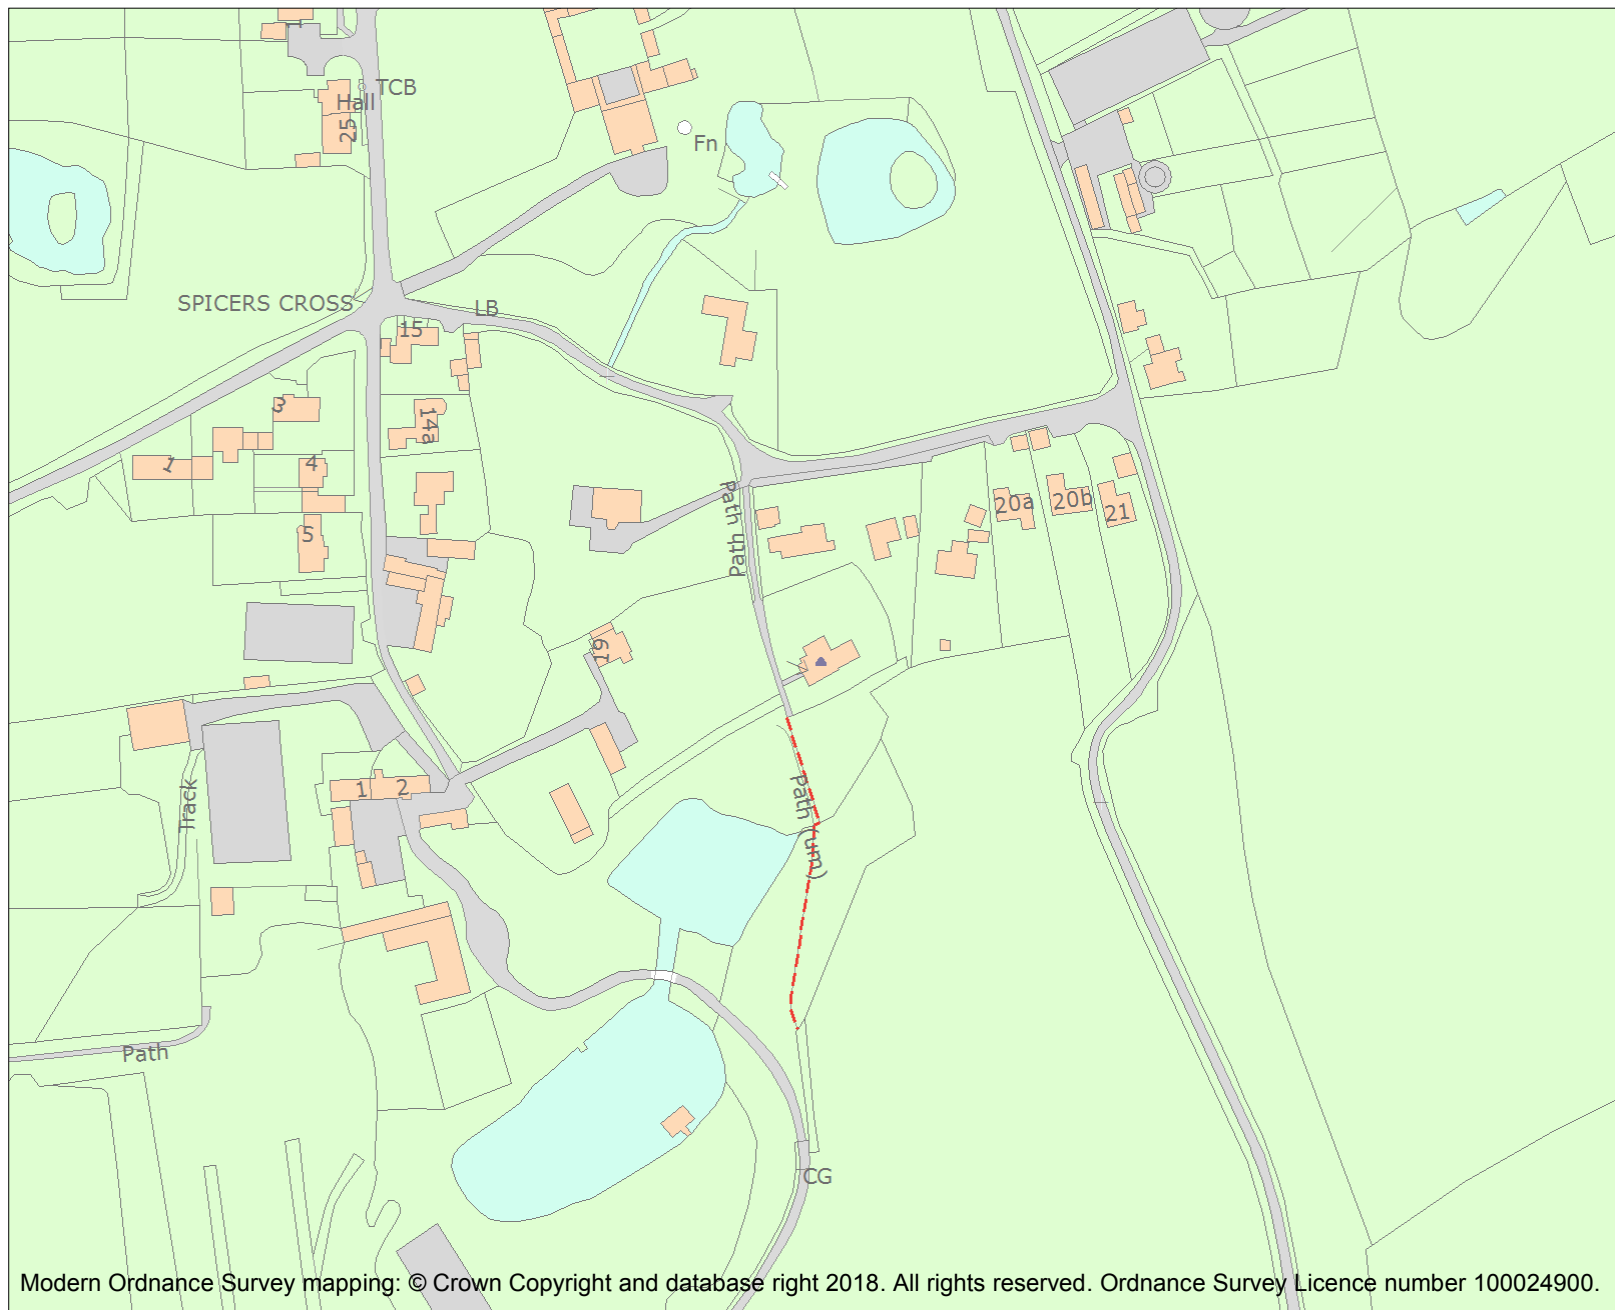 TCB
Hall
25
Fn
SPICERS CROSS
LB
15
3
14a
1
4
5
Path Path
20a
20b
21
19
Path (um)
Track
1
2
Path
CG
Modern Ordnance Survey mapping: © Crown Copyright and database right 2018. All rights reserved. Ordnance Survey Licence number 100024900.